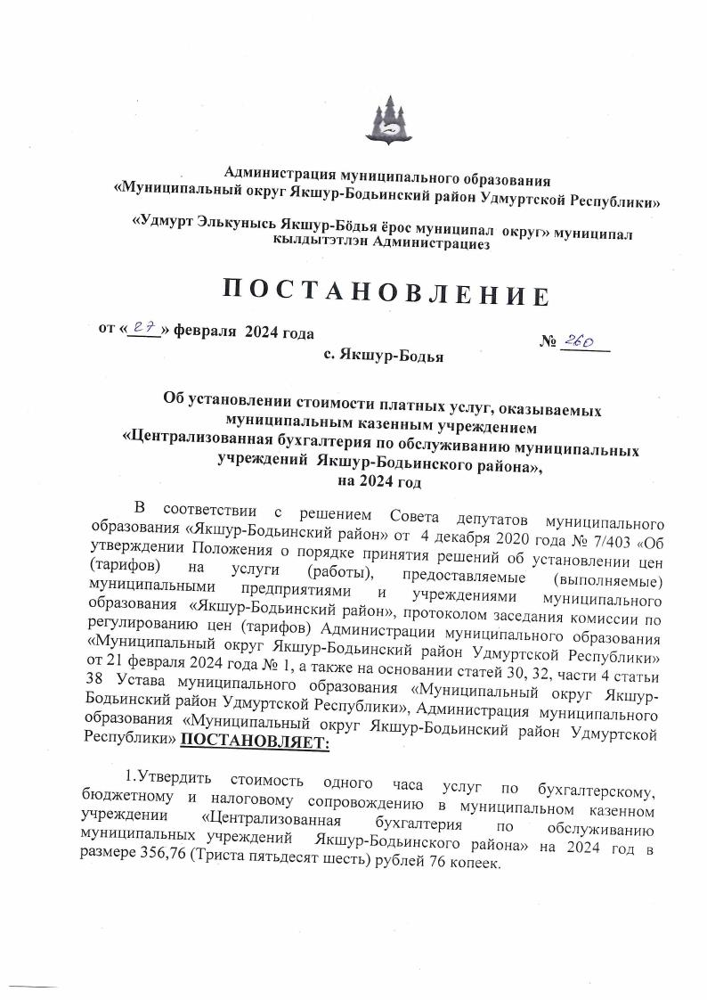 Администрация муниципального образования
«Муниципальный округ Якшур-Бодьинский район Удмуртской Республики»
«Удмурт Элькунысь Якшур-Бӧдья ёрос муниципал округ» муниципал
кылдытэтлэн Администрациез
ПОСТАНОВЛЕНИЕ
от «27» февраля 2024 года
№ 260
с. Якшур-Бодья
Об установлении стоимости платных услуг, оказываемых
муниципальным казенным учреждением
«Централизованная бухгалтерия по обслуживанию муниципальных
учреждений Якшур-Бодьинского района»,
на 2024 год
В соответствии с решением Совета депутатов муниципального
образования «Якшур-Бодьинский район» от 4 декабря 2020 года № 7/403 «Об
утверждении Положения о порядке принятия решений об установлении цен
(тарифов) на услуги (работы), предоставляемые (выполняемые)
муниципальными предприятиями и учреждениями муниципального
образования «Якшур-Бодьинский район», протоколом заседания комиссии по
регулированию цен (тарифов) Администрации муниципального образования
«Муниципальный округ Якшур-Бодьинский район Удмуртской Республики»
от 21 февраля 2024 года № 1, а также на основании статей 30, 32, части 4 статьи
38 Устава муниципального образования «Муниципальный округ Якшур-
Бодьинский район Удмуртской Республики», Администрация муниципального
образования «Муниципальный округ Якшур-Бодьинский район Удмуртской
Республики» ПОСТАНОВЛЯЕТ:
1.Утвердить стоимость одного часа услуг по бухгалтерскому,
бюджетному и налоговому сопровождению в муниципальном казенном
учреждении «Централизованная бухгалтерия по обслуживанию
муниципальных учреждений Якшур-Бодьинского района» на 2024 год в
размере 356,76 (Триста пятьдесят шесть) рублей 76 копеек.